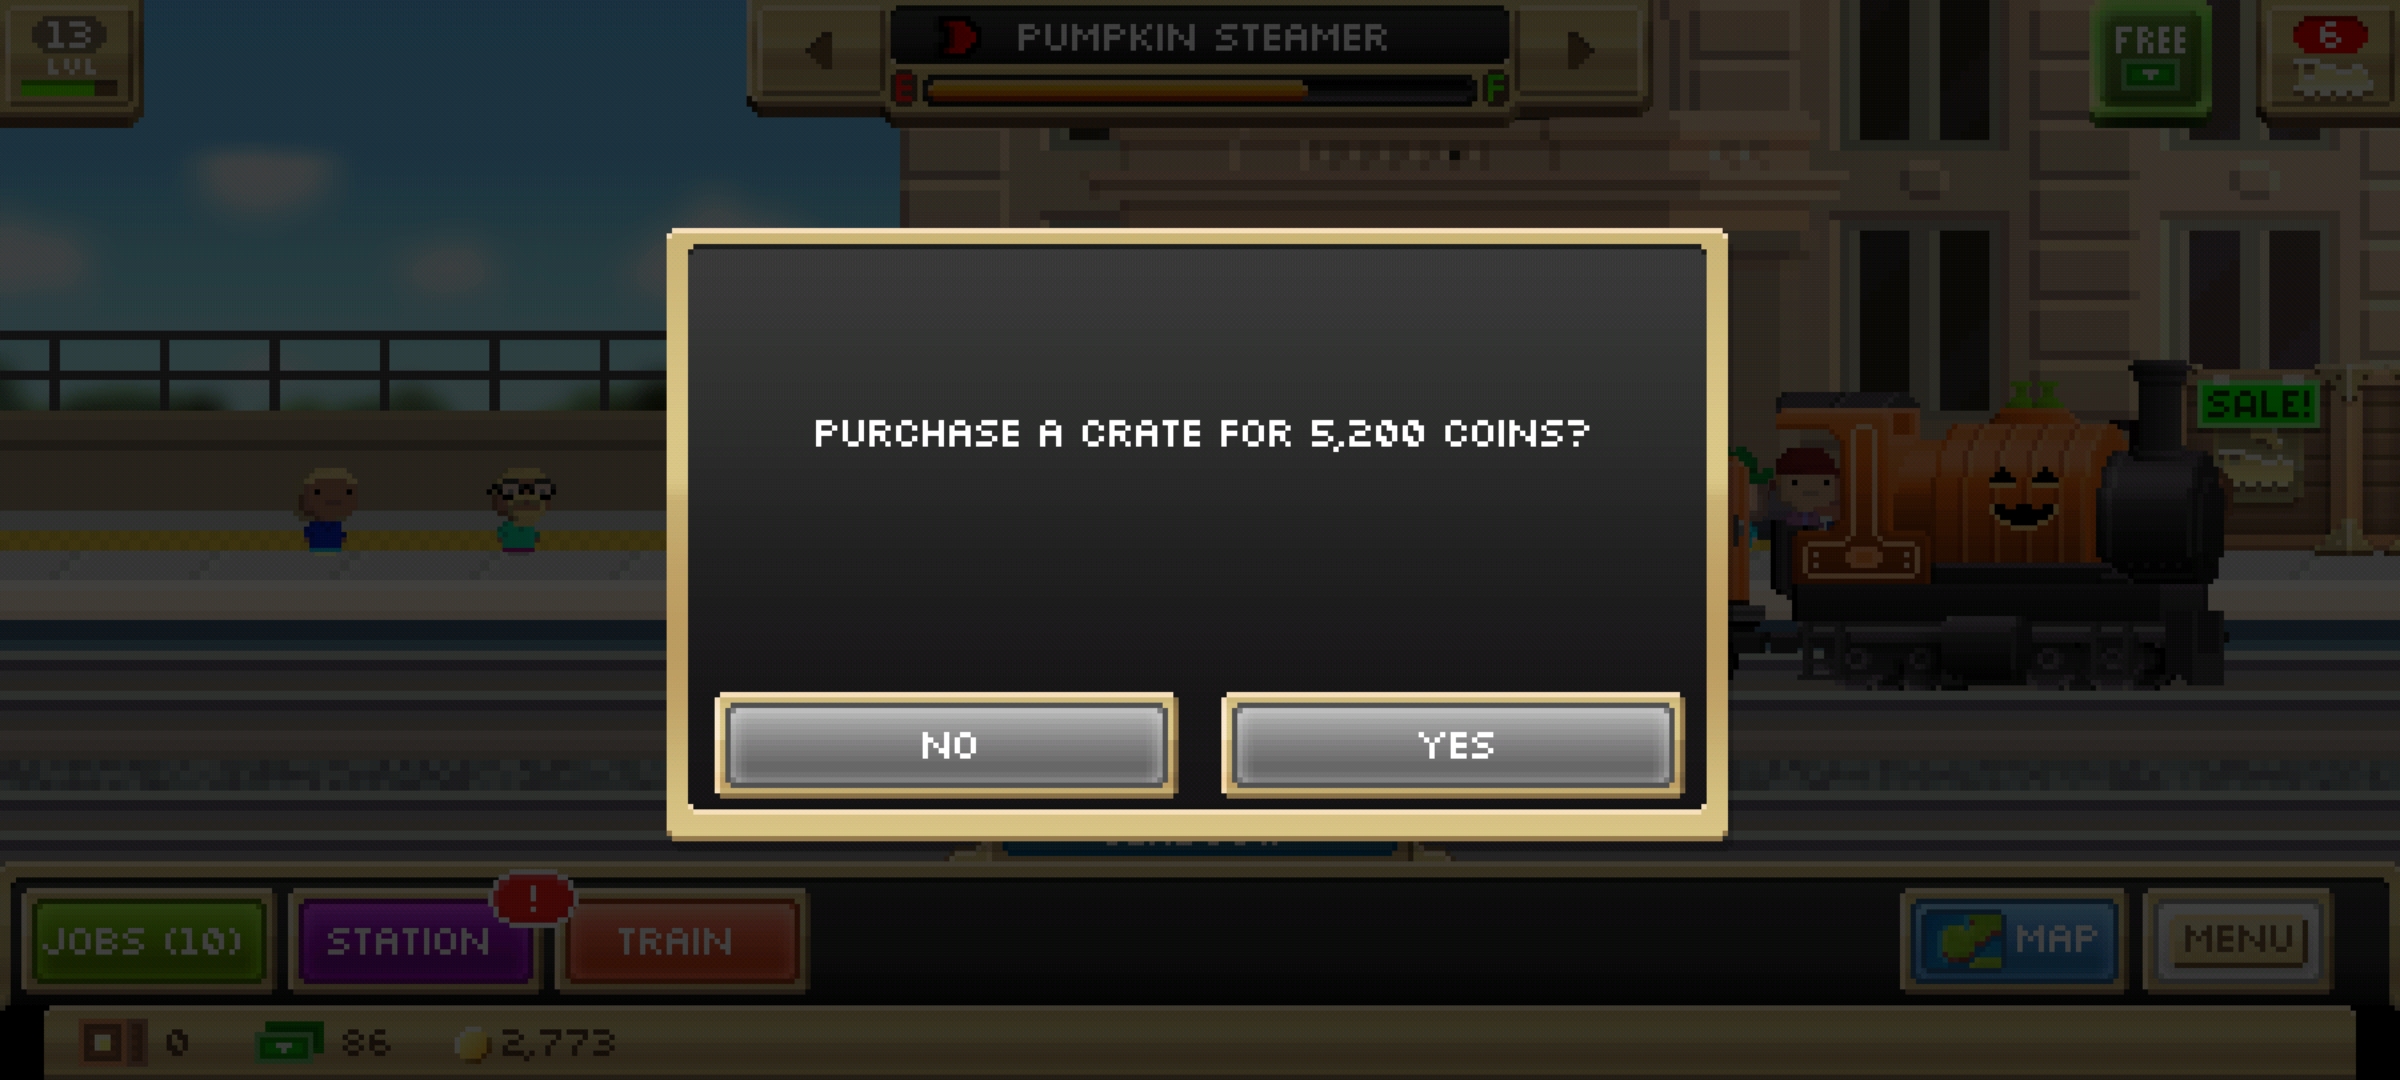 13
LVL
PUMPKIN STEAMER
E
F
FREE
6
SALE!
PURCHASE A CRATE FOR 5,200 COINS?
NO
YES
JOBS (10)
STATION
!
TRAIN
MAP
MENU
0
86
2,773